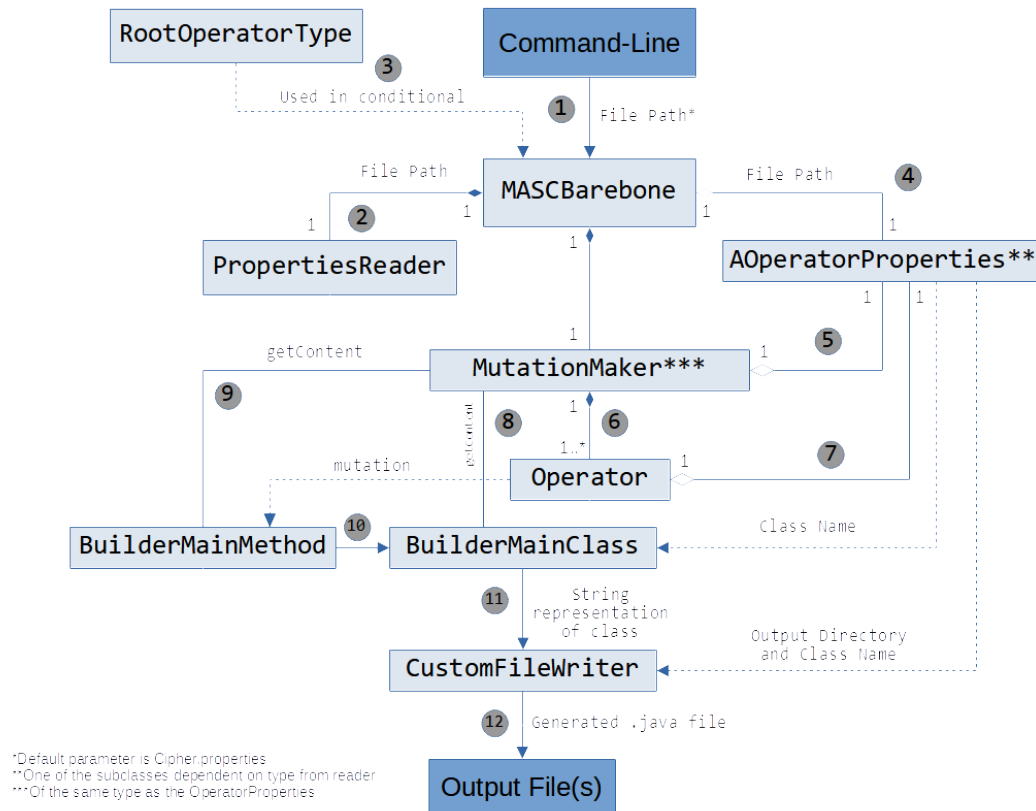 RootOperatorType
Command-Line
3
Used in conditional
1
File Path*
File Path
MASCBarebone
File Path
4
1
2
1
1
1
1
PropertiesReader
AOperatorProperties**
1
1
1
getContent
MutationMaker***
1
5
9
8
1
6
getContent
1..*
7
mutation
Operator
1
Class Name
10
BuilderMainMethod
BuilderMainClass
11
String
representation
of class
Output Directory
and Class Name
CustomFileWriter
12
Generated .java file
*Default parameter is Cipher.properties
**One of the subclasses dependent on type from reader
***Of the same type as the OperatorProperties
Output File(s)